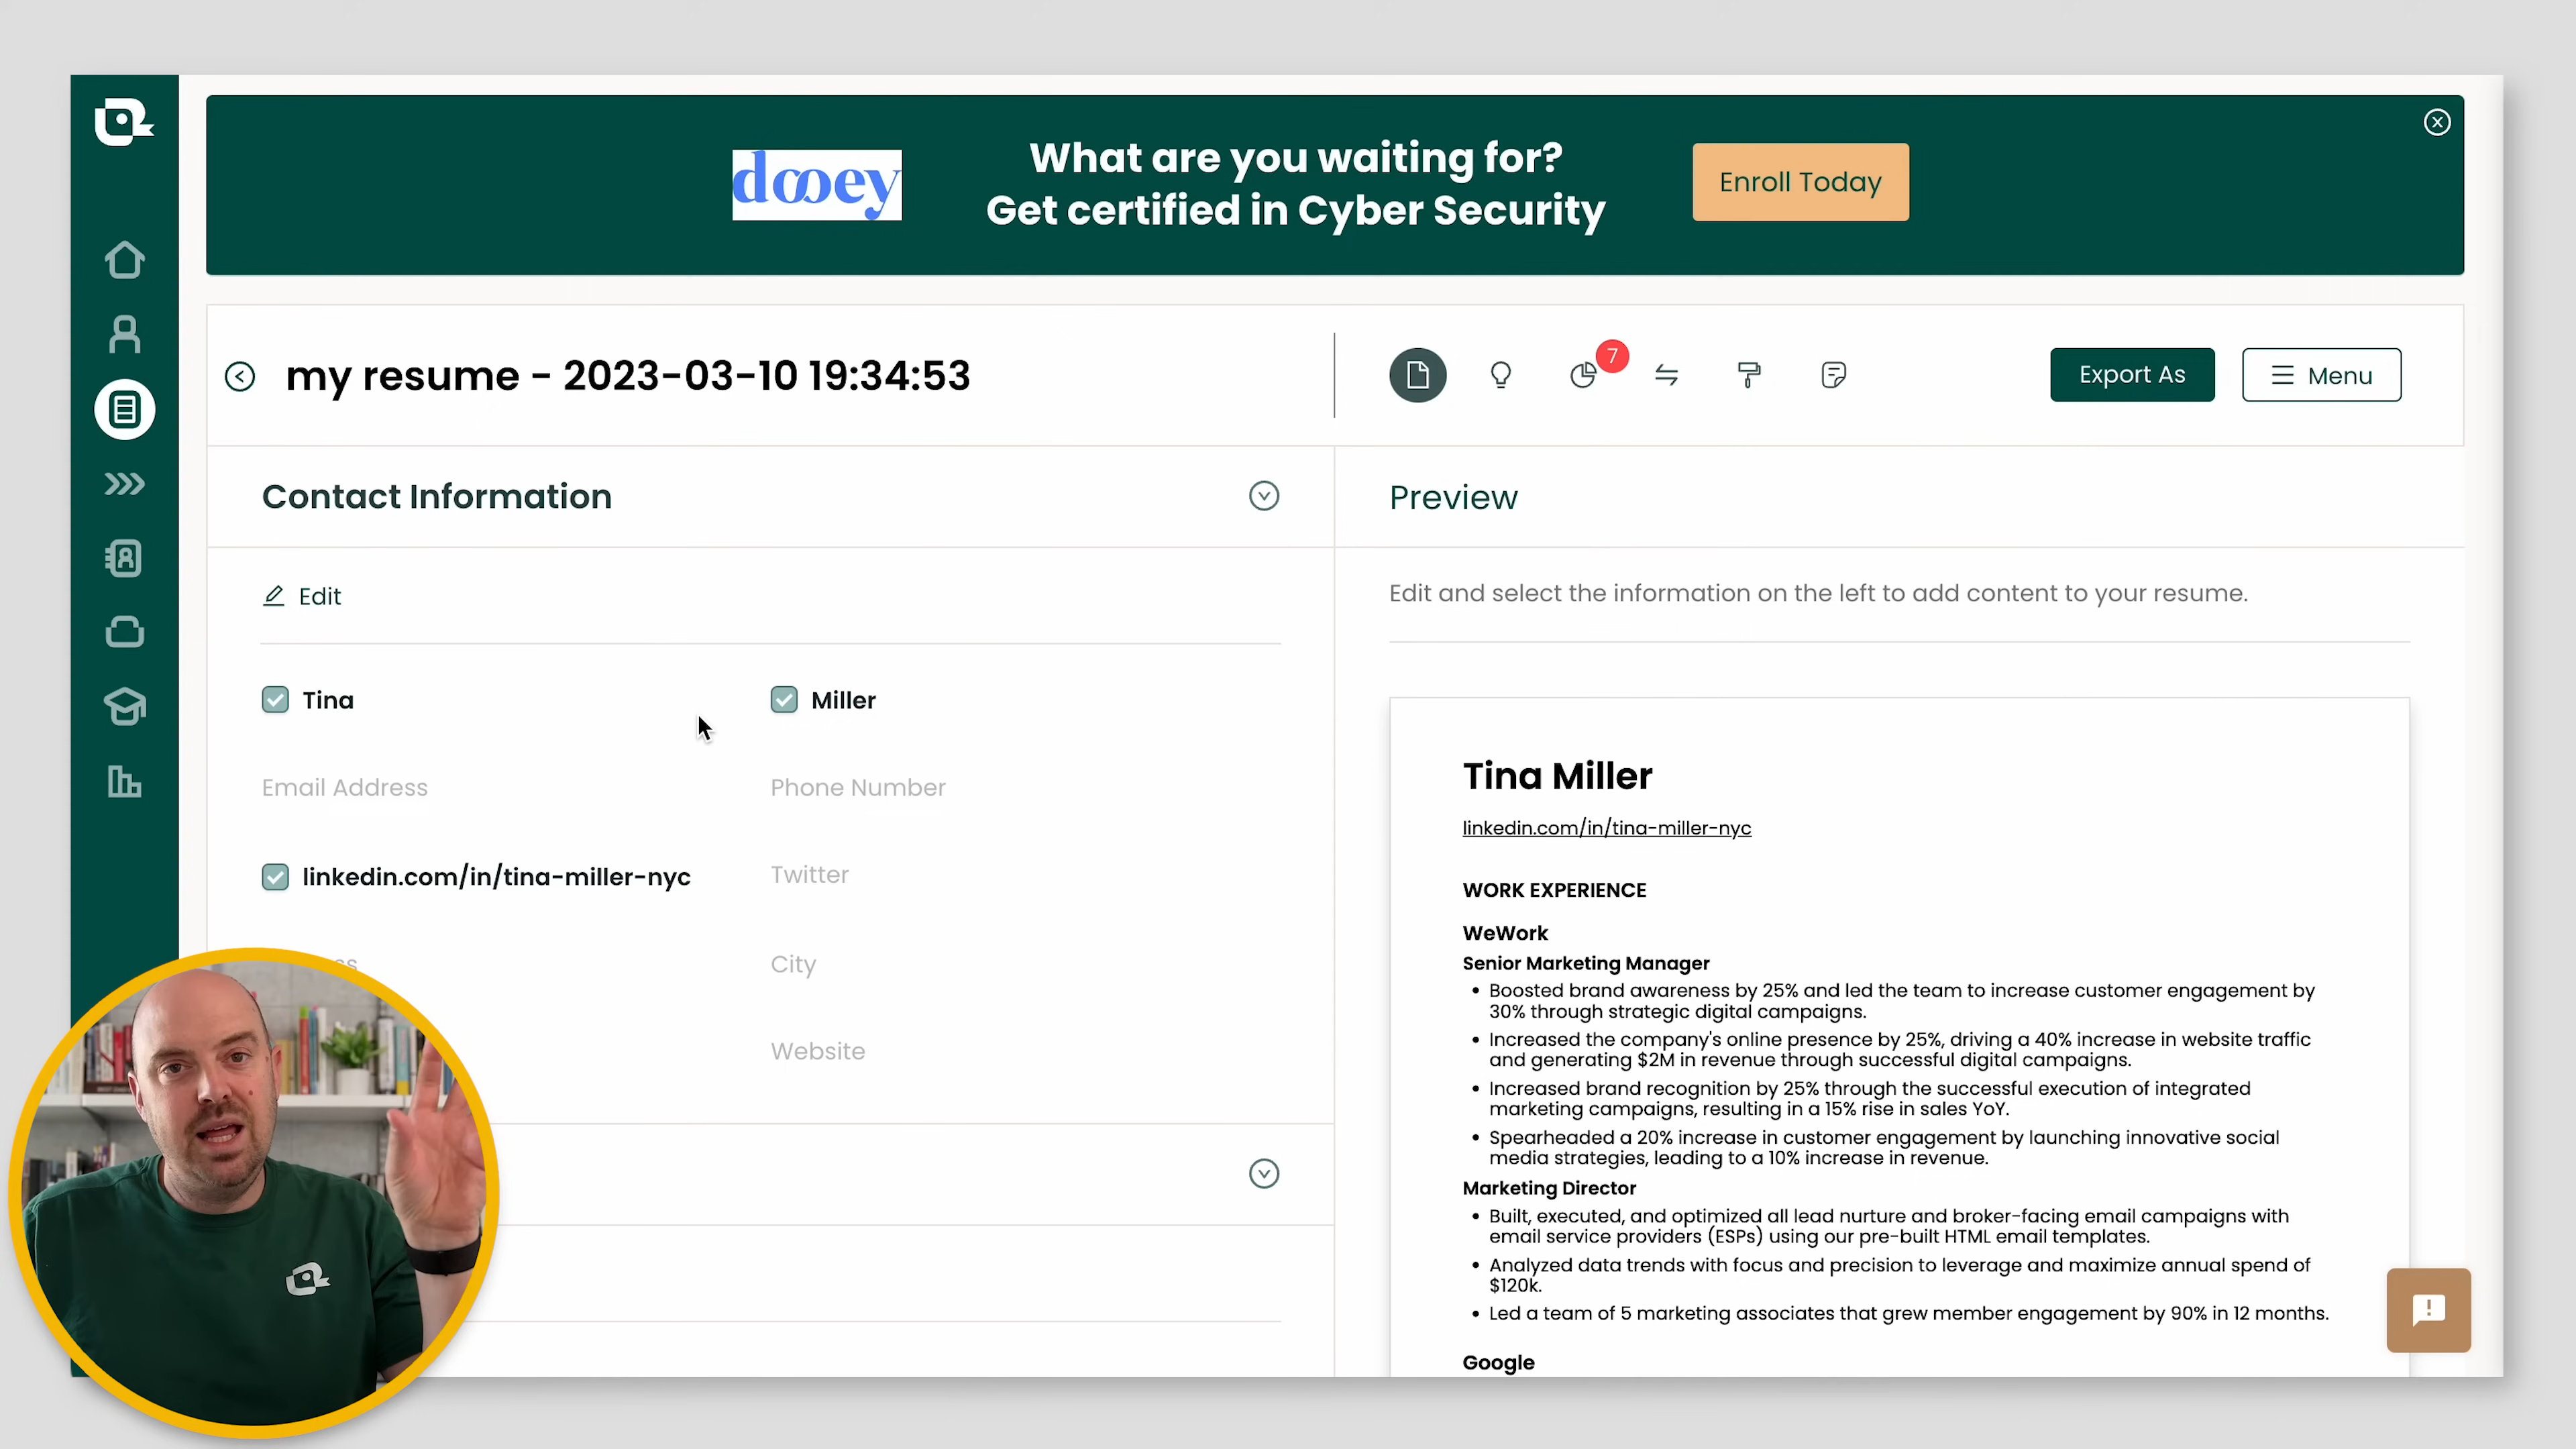 dooey
What are you waiting for?
Get certified in Cyber Security
Enroll Today
my resume - 2023-03-10 19:34:53
7
Export As
Menu
Contact Information
Preview
Edit
Edit and select the information on the left to add content to your resume.
Tina
Miller
Email Address
Phone Number
linkedin.com/in/tina-miller-nyc
Twitter
City
Website
Tina Miller
linkedin.com/in/tina-miller-nyc
WORK EXPERIENCE
WeWork
Senior Marketing Manager
• Boosted brand awareness by 25% and led the team to increase customer engagement by
30% through strategic digital campaigns.
• Increased the company's online presence by 25%, driving a 40% increase in website traffic
and generating $2M in revenue through successful digital campaigns.
• Increased brand recognition by 25% through the successful execution of integrated
marketing campaigns, resulting in a 15% rise in sales YoY.
• Spearheaded a 20% increase in customer engagement by launching innovative social
media strategies, leading to a 10% increase in revenue.
Marketing Director
• Built, executed, and optimized all lead nurture and broker-facing email campaigns with
email service providers (ESPs) using our pre-built HTML email templates.
• Analyzed data trends with focus and precision to leverage and maximize annual spend of
$120k.
• Led a team of 5 marketing associates that grew member engagement by 90% in 12 months.
Google